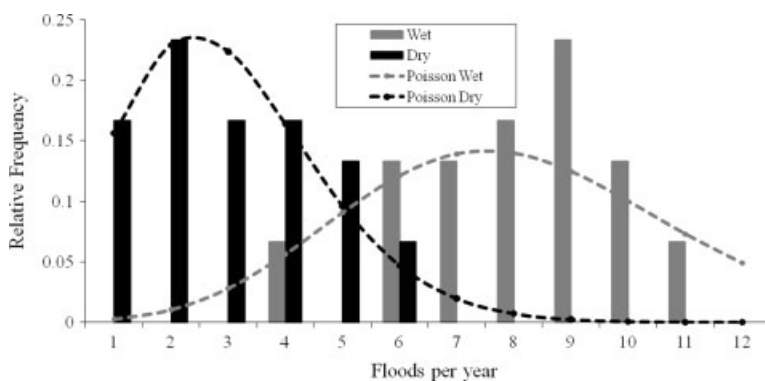 0.25
0.2
0.15
0.1
0.05
0
Relative Frequency
Wet
Dry
Poisson Wet
Poisson Dry
1 2 3 4 5 6 7 8 9 10 11 12
Floods per year